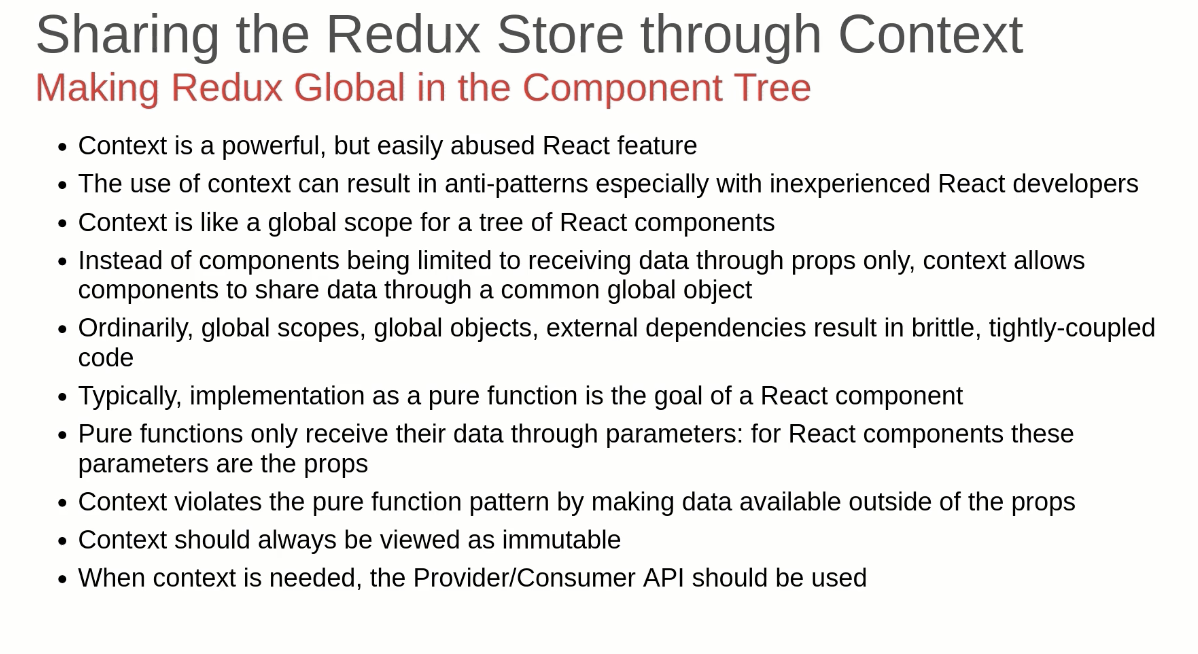 Sharing the Redux Store through Context
Making Redux Global in the Component Tree
• Context is a powerful, but easily abused React feature
• The use of context can result in anti-patterns especially with inexperienced React developers
• Context is like a global scope for a tree of React components
• Instead of components being limited to receiving data through props only, context allows
components to share data through a common global object
• Ordinarily, global scopes, global objects, external dependencies result in brittle, tightly-coupled
code
• Typically, implementation as a pure function is the goal of a React component
• Pure functions only receive their data through parameters: for React components these
parameters are the props
• Context violates the pure function pattern by making data available outside of the props
• Context should always be viewed as immutable
• When context is needed, the Provider/Consumer API should be used